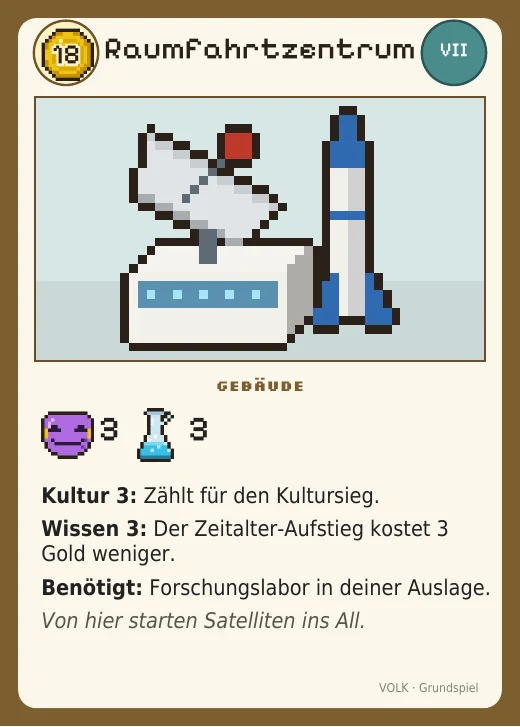 18 Raumfahrtzentrum VII
GEBÄUDE
3 3
Kultur 3: Zählt für den Kultursieg.
Wissen 3: Der Zeitalter-Aufstieg kostet 3
Gold weniger.
Benötigt: Forschungslabor in deiner Auslage.
Von hier starten Satelliten ins All.
VOLK · Grundspiel